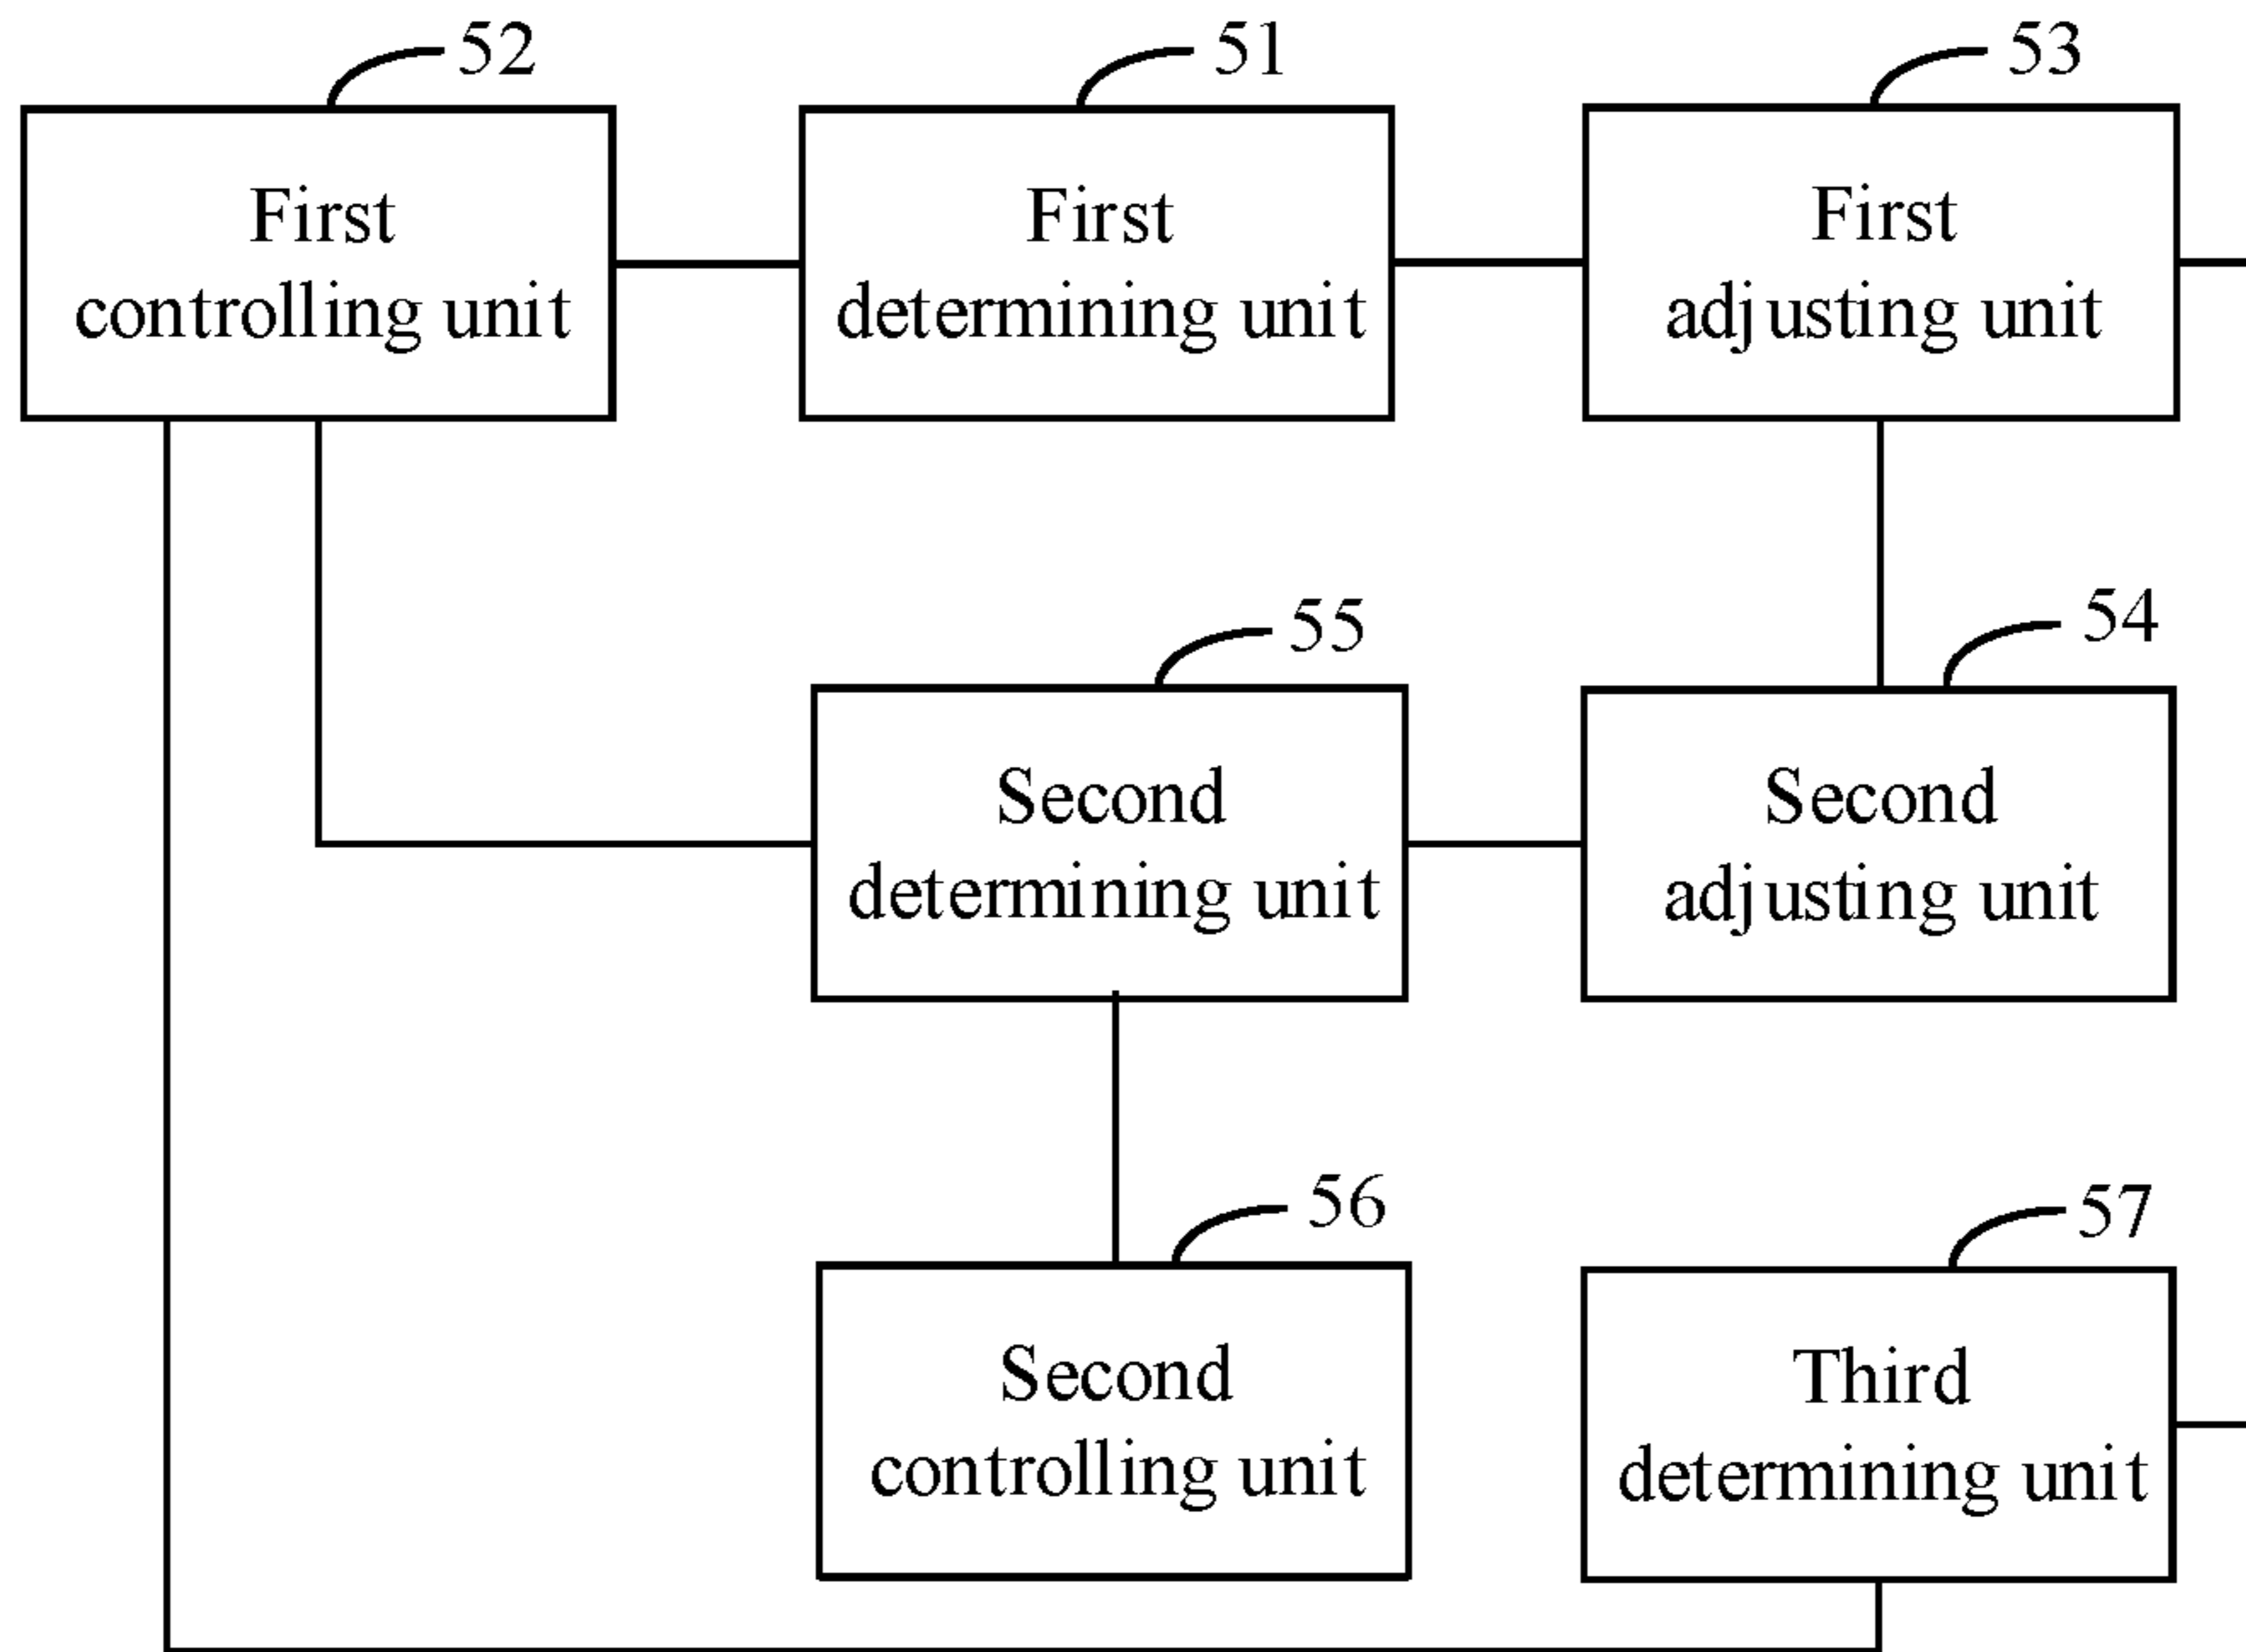 52
51
53
First
controlling unit
First
determining unit
First
adjusting unit
55
54
Second
determining unit
Second
adjusting unit
56
57
Second
controlling unit
Third
determining unit